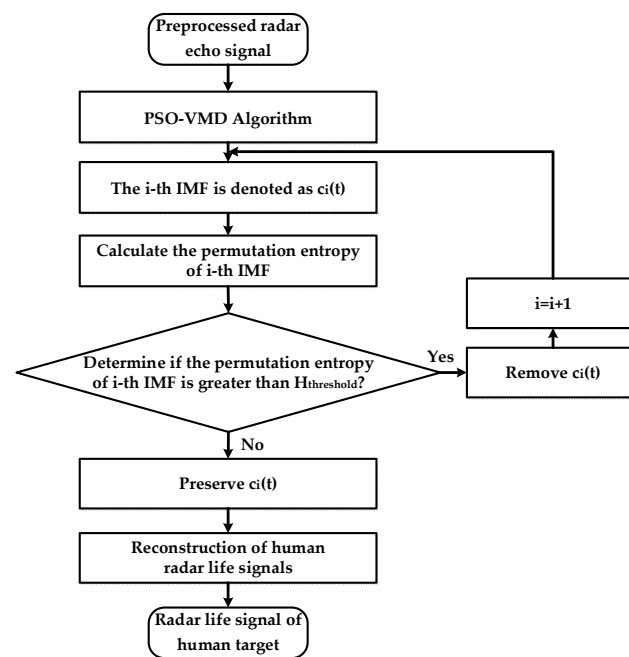 Preprocessed radar
echo signal
PSO-VMD Algorithm
The i-th IMF is denoted as ci(t)
Calculate the permutation entropy
of i-th IMF
i=i+1
Determine if the permutation entropy
of i-th IMF is greater than Hthreshold?
Yes
Remove ci(t)
No
Preserve ci(t)
Reconstruction of human
radar life signals
Radar life signal of
human target